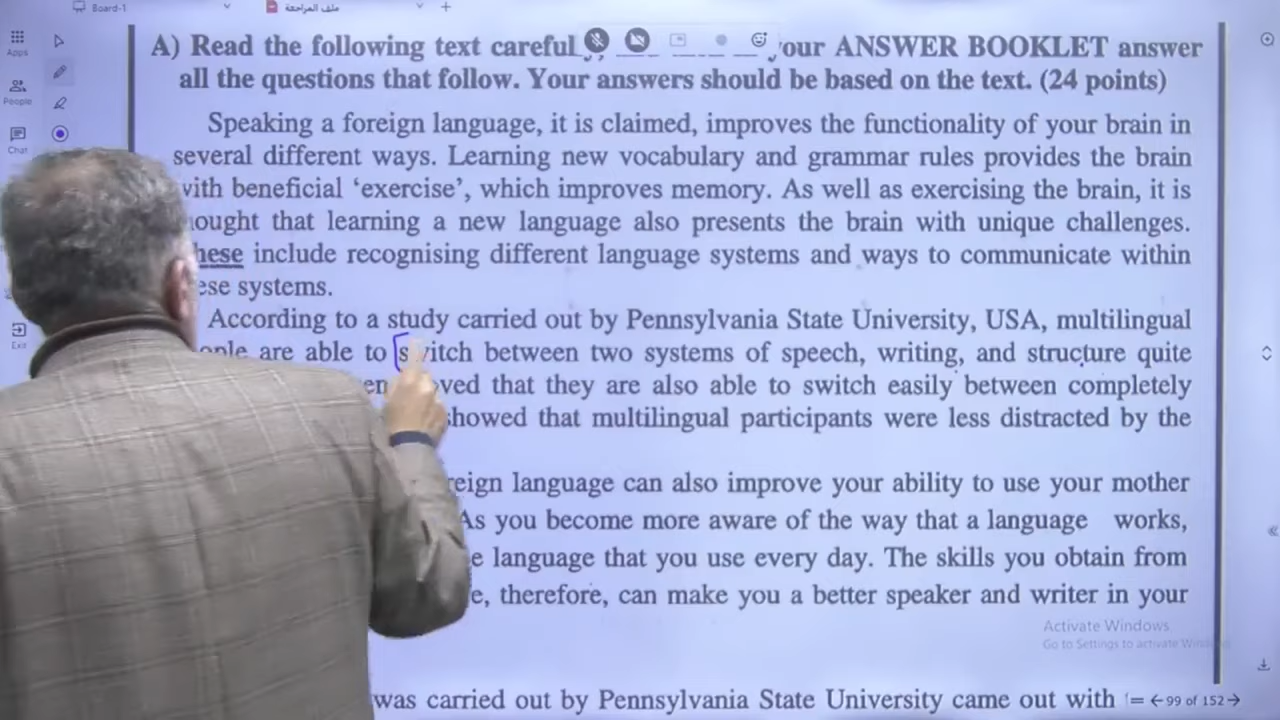 Board-1
ملف المراجعة
A) Read the following text careful your ANSWER BOOKLET answer
all the questions that follow. Your answers should be based on the text. (24 points)
Apps
People
Chat
Exit
Speaking a foreign language, it is claimed, improves the functionality of your brain in
several different ways. Learning new vocabulary and grammar rules provides the brain
with beneficial ‘exercise’, which improves memory. As well as exercising the brain, it is
ought that learning a new language also presents the brain with unique challenges.
hese include recognising different language systems and ways to communicate within
ese systems.
According to a study carried out by Pennsylvania State University, USA, multilingual
ople are able to switch between two systems of speech, writing, and structure quite
en ved that they are also able to switch easily between completely
showed that multilingual participants were less distracted by the
reign language can also improve your ability to use your mother
As you become more aware of the way that a language works,
e language that you use every day. The skills you obtain from
e, therefore, can make you a better speaker and writer in your
Activate Windows
Go to Settings to activate Win
was carried out by Pennsylvania State University came out with
99 of 152